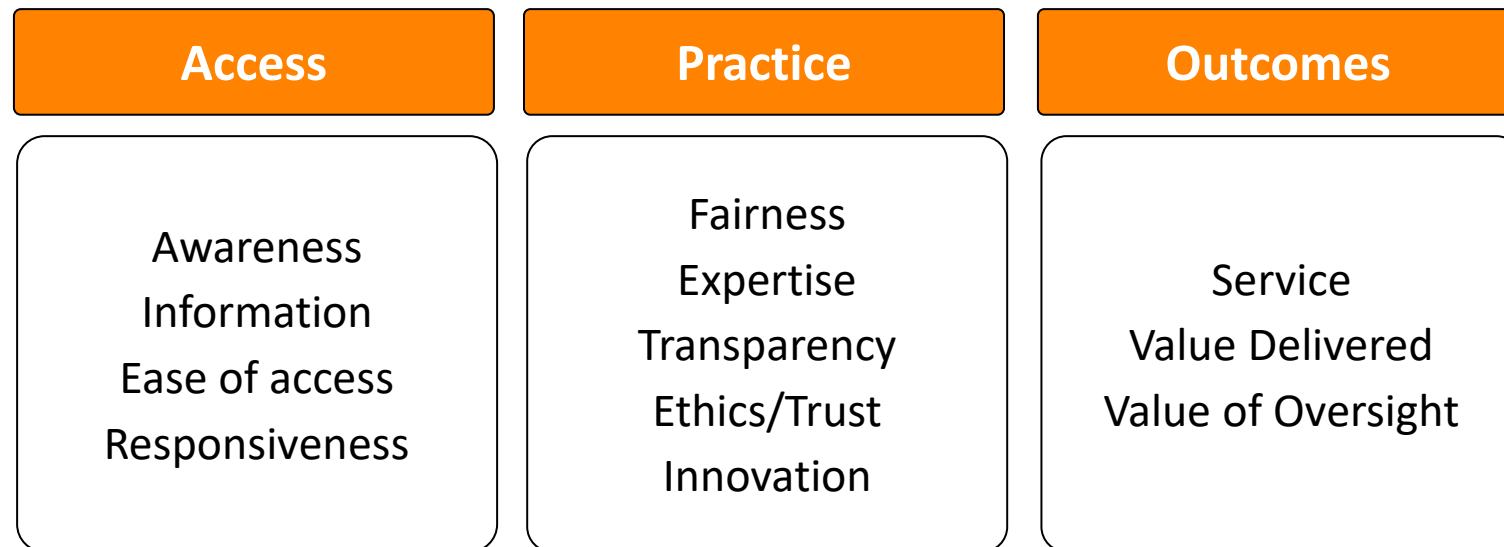 Access
Awareness
Information
Ease of access
Responsiveness
Practice
Fairness
Expertise
Transparency
Ethics/Trust
Innovation
Outcomes
Service
Value Delivered
Value of Oversight